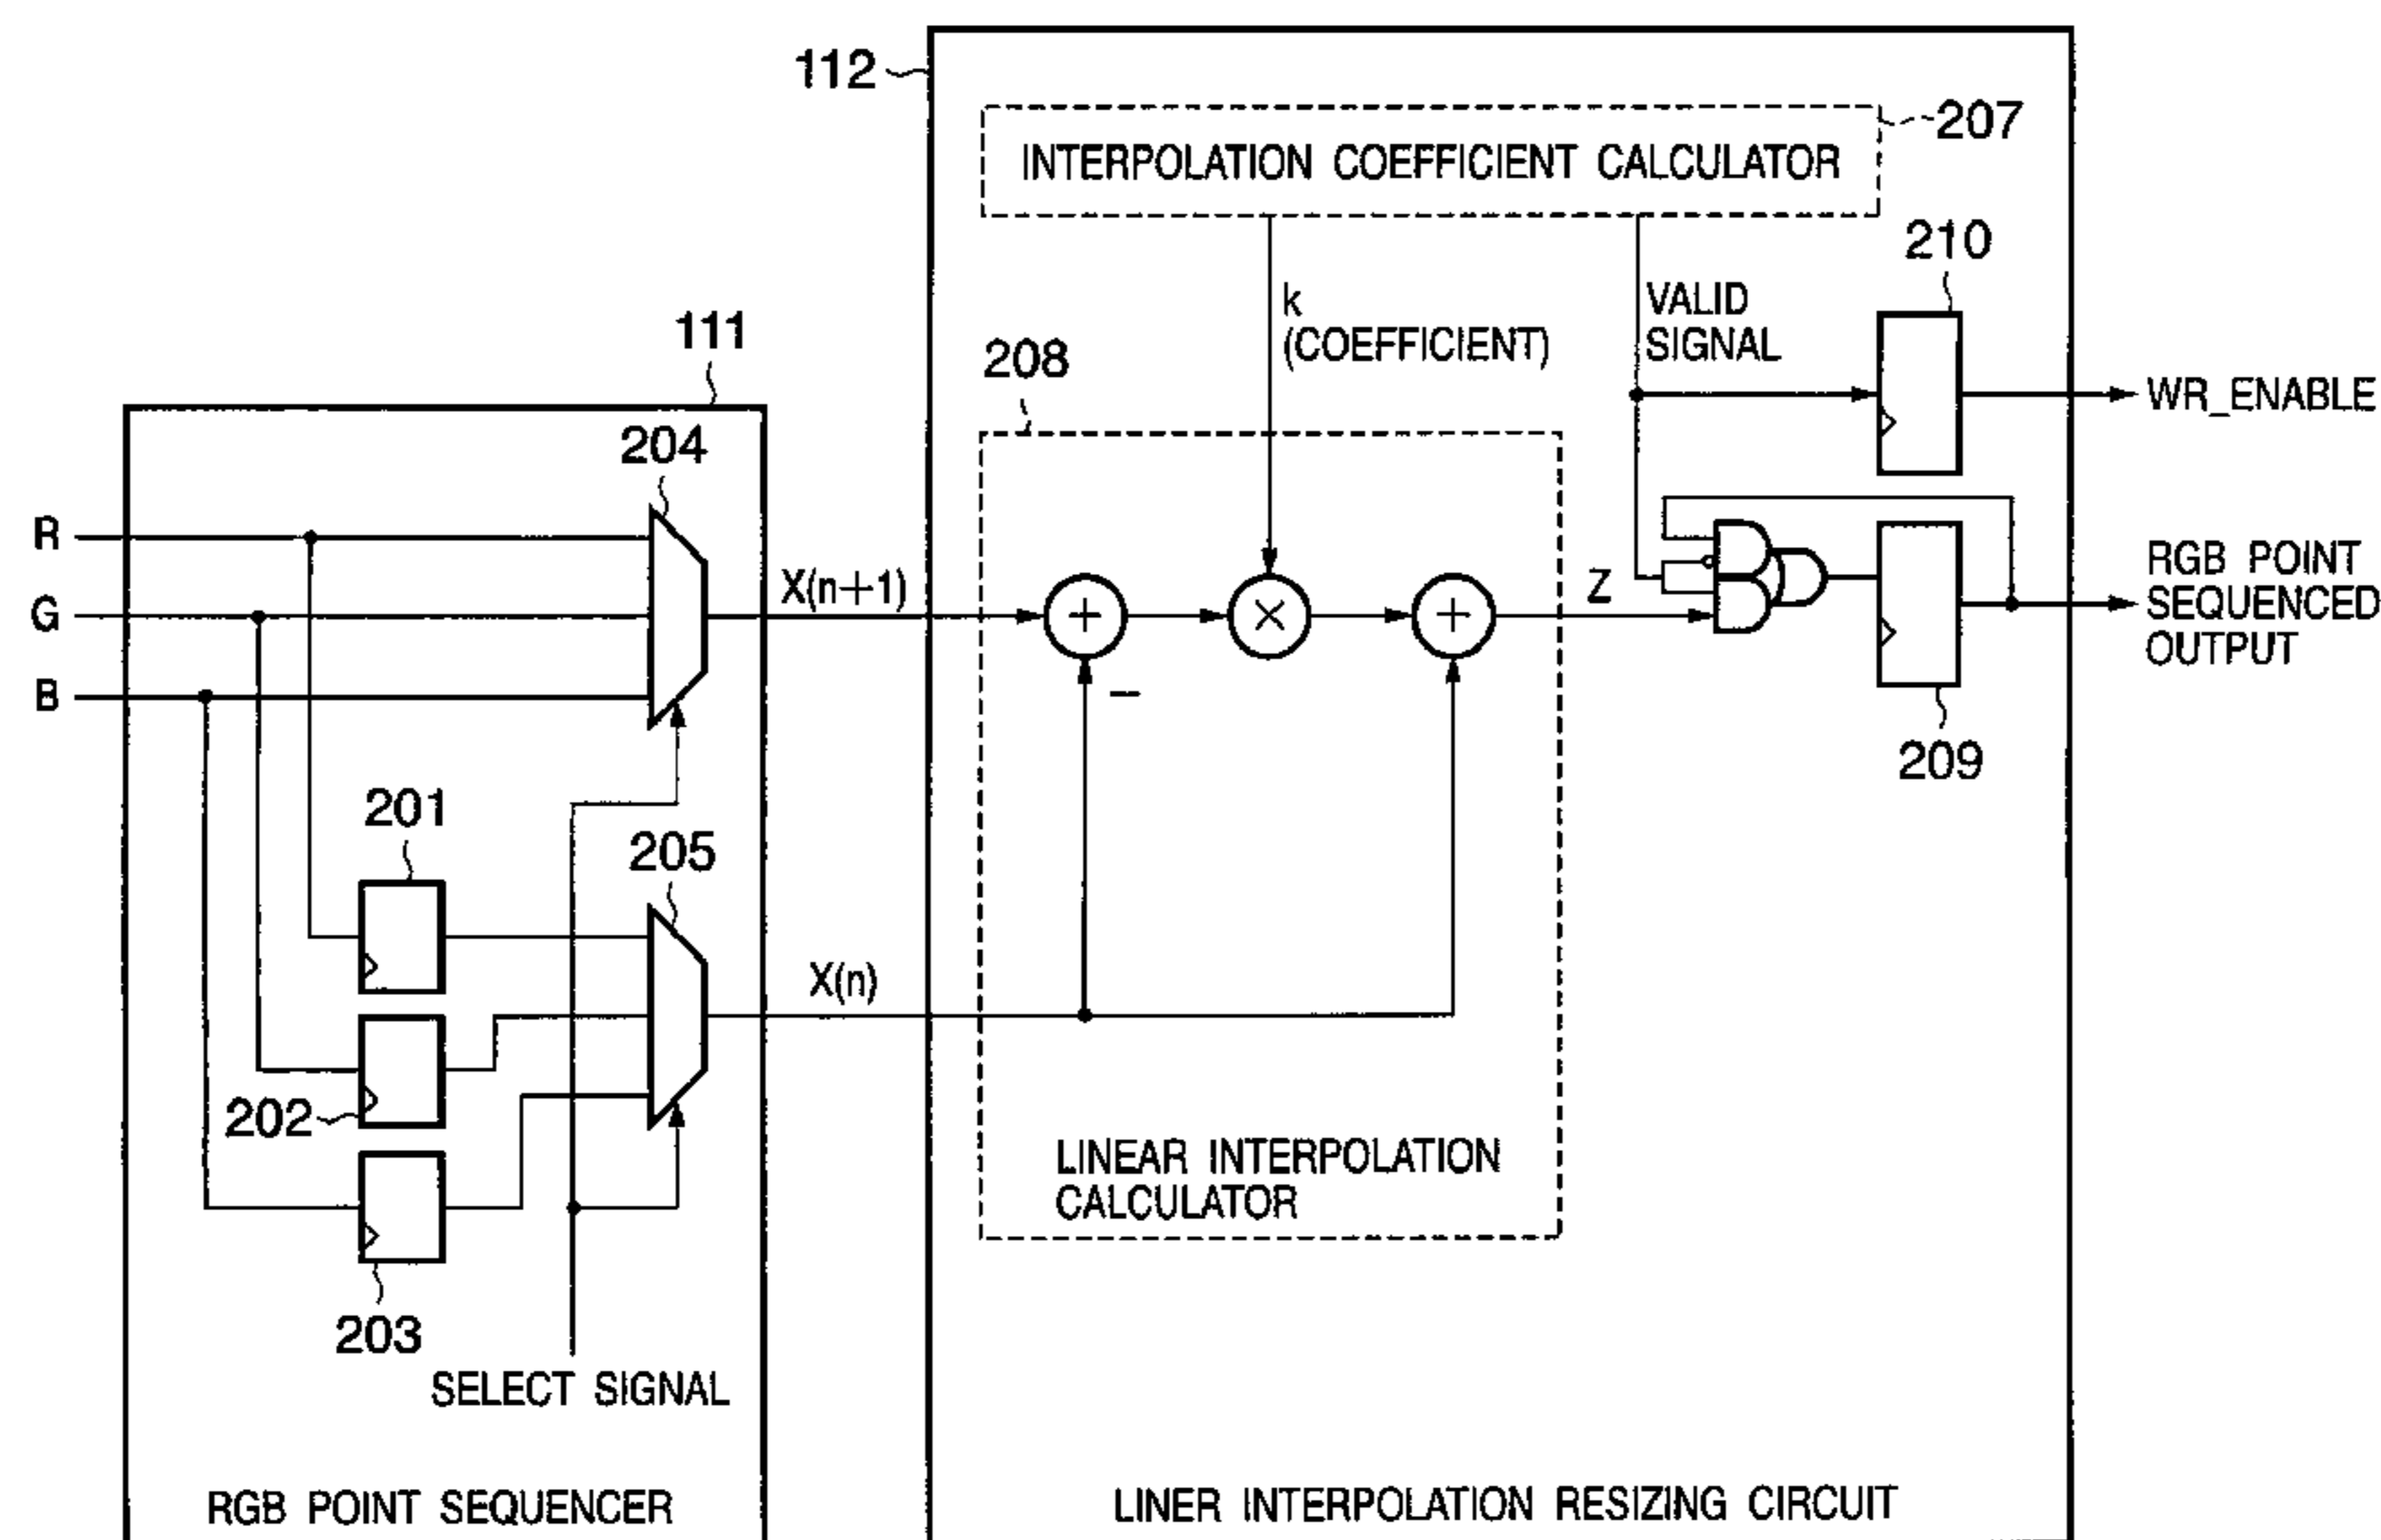 112
207
INTERPOLATION COEFFICIENT CALCULATOR
210
k
(COEFFICIENT)
VALID
SIGNAL
111
208
WR_ENABLE
204
R
G
B
X(n+1)
+
×
+
−
Z
RGB POINT
SEQUENCED
OUTPUT
209
201
205
X(n)
202
203
LINEAR INTERPOLATION
CALCULATOR
SELECT SIGNAL
RGB POINT SEQUENCER
LINER INTERPOLATION RESIZING CIRCUIT